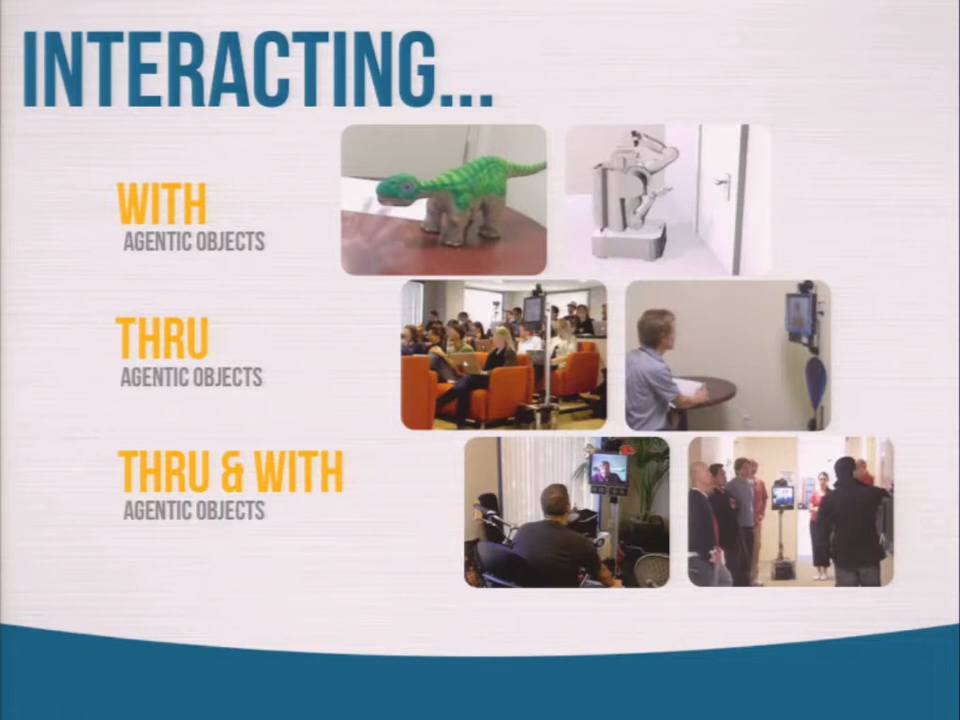 INTERACTING...
WITH
AGENTIC OBJECTS
THRU
AGENTIC OBJECTS
THRU & WITH
AGENTIC OBJECTS